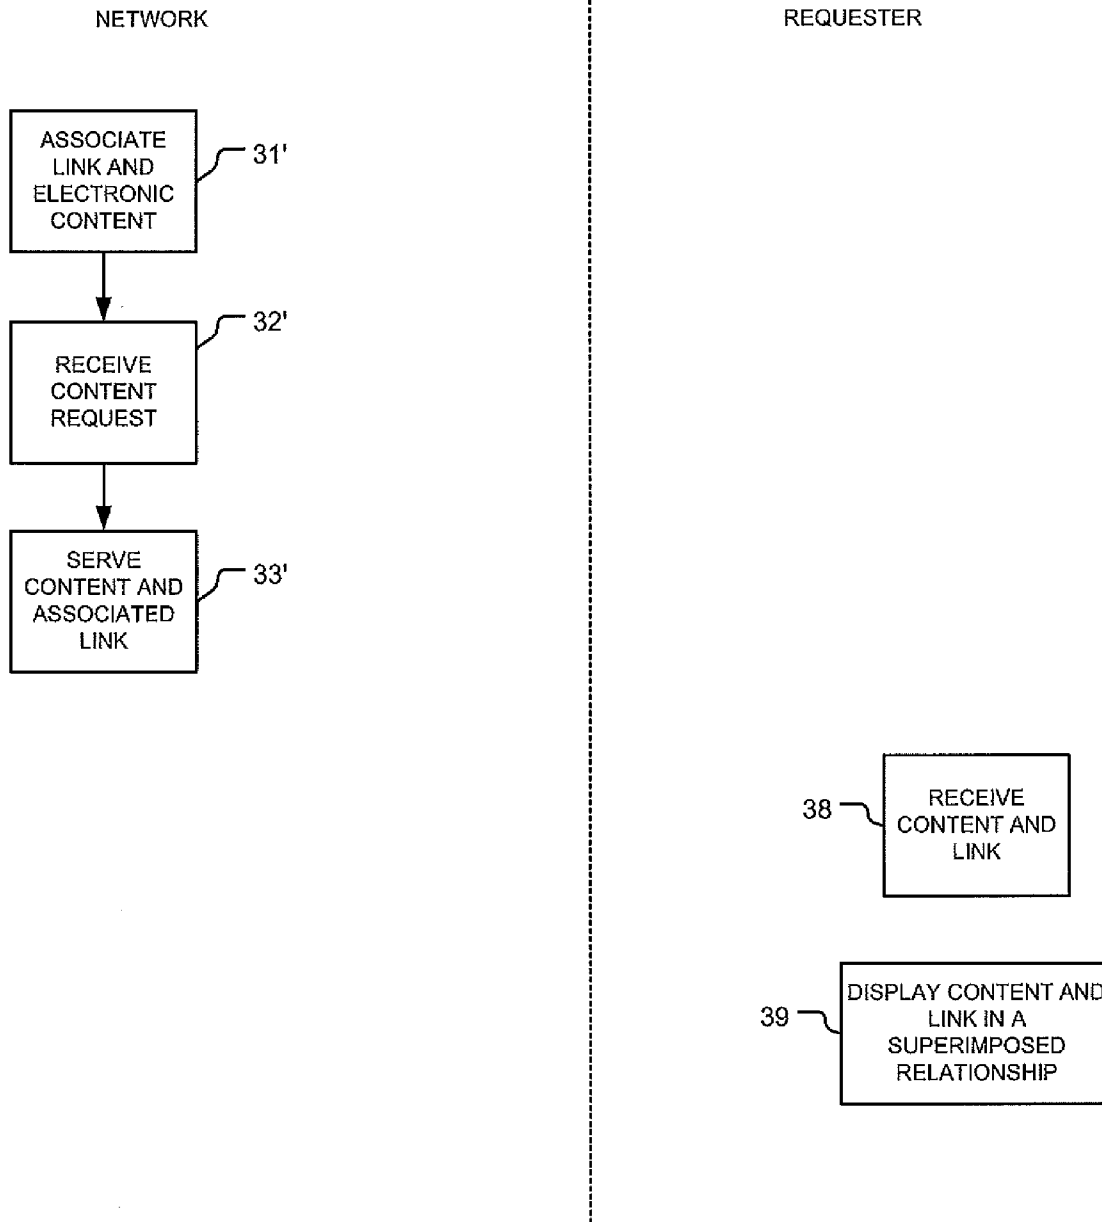 NETWORK
REQUESTER
ASSOCIATE
LINK AND
ELECTRONIC
CONTENT
31'
RECEIVE
CONTENT
REQUEST
32'
SERVE
CONTENT AND
ASSOCIATED
LINK
33'
38
RECEIVE
CONTENT AND
LINK
39
DISPLAY CONTENT AND
LINK IN A
SUPERIMPOSED
RELATIONSHIP